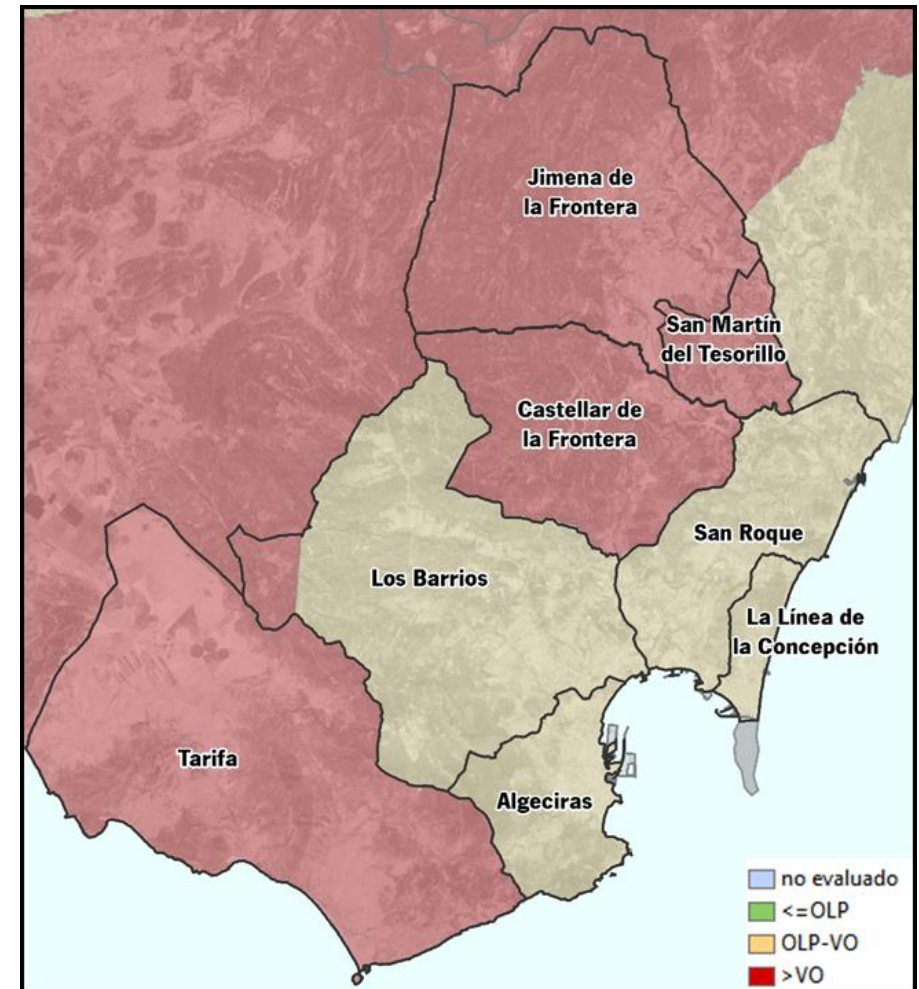 Jimena de
la Frontera
San Martín
del Tesorillo
Castellar de
la Frontera
San Roque
Los Barrios
La Línea de
la Concepción
Tarifa
Algeciras
no evaluado
<=OLP
OLP-VO
>VO